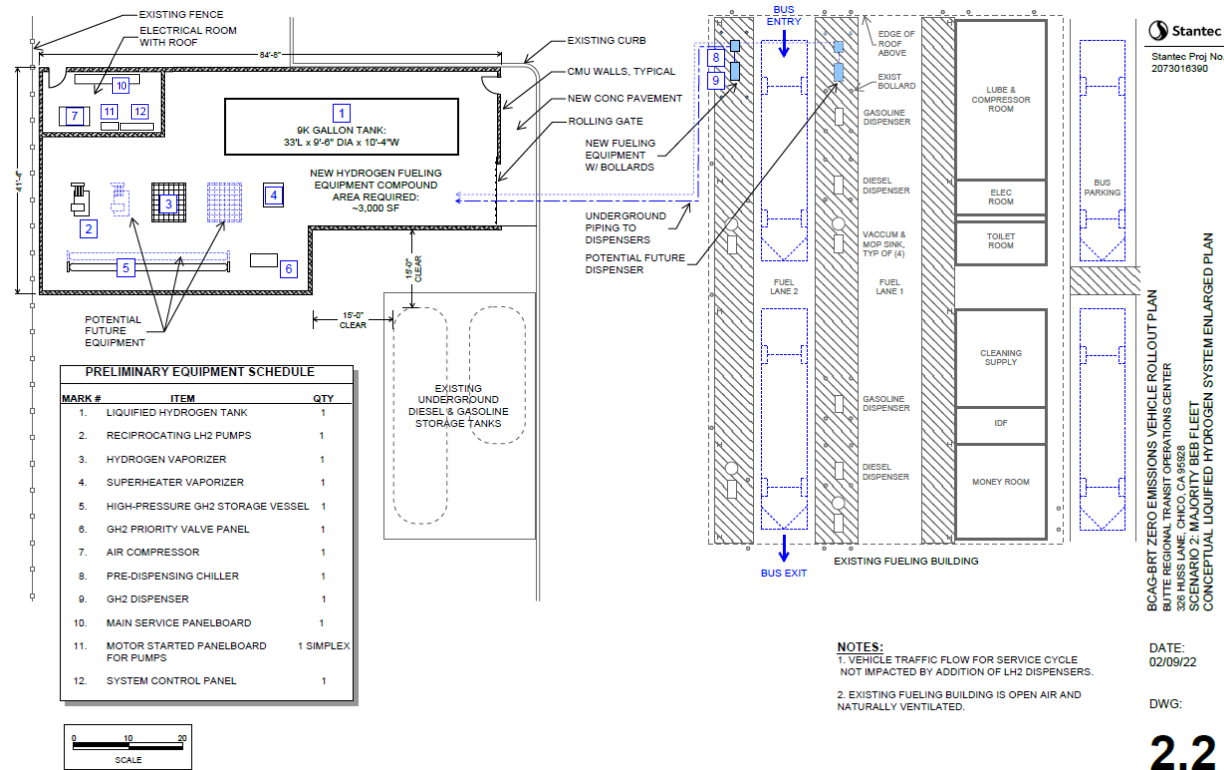 EXISTING FENCE
ELECTRICAL ROOM
WITH ROOF
84'-8"
41'-4"
10
7
11
12
1
9K GALLON TANK:
33'L x 9'-6" DIA x 10'-4"W
NEW HYDROGEN FUELING
EQUIPMENT COMPOUND
AREA REQUIRED:
~3,000 SF
2
3
4
5
6
EXISTING CURB
CMU WALLS, TYPICAL
NEW CONC PAVEMENT
ROLLING GATE
NEW FUELING
EQUIPMENT
W/ BOLLARDS
UNDERGROUND
PIPING TO
DISPENSERS
POTENTIAL FUTURE
DISPENSER
15'-0"
CLEAR
15'-0"
CLEAR
POTENTIAL
FUTURE
EQUIPMENT
EXISTING
UNDERGROUND
DIESEL & GASOLINE
STORAGE TANKS
PRELIMINARY EQUIPMENT SCHEDULE
MARK # ITEM QTY
1. LIQUIFIED HYDROGEN TANK 1
2. RECIPROCATING LH2 PUMPS 1
3. HYDROGEN VAPORIZER 1
4. SUPERHEATER VAPORIZER 1
5. HIGH-PRESSURE GH2 STORAGE VESSEL 1
6. GH2 PRIORITY VALVE PANEL 1
7. AIR COMPRESSOR 1
8. PRE-DISPENSING CHILLER 1
9. GH2 DISPENSER 1
10. MAIN SERVICE PANELBOARD 1
11. MOTOR STARTED PANELBOARD 1 SIMPLEX
FOR PUMPS
12. SYSTEM CONTROL PANEL 1
0 10 20
SCALE
BUS
ENTRY
8
9
EDGE OF
ROOF
ABOVE
EXIST
BOLLARD
GASOLINE
DISPENSER
DIESEL
DISPENSER
VACCUM &
MOP SINK,
TYP OF (4)
FUEL
LANE 2
FUEL
LANE 1
GASOLINE
DISPENSER
DIESEL
DISPENSER
LUBE &
COMPRESSOR
ROOM
ELEC
ROOM
TOILET
ROOM
CLEANING
SUPPLY
IDF
MONEY ROOM
BUS
PARKING
BUS EXIT
EXISTING FUELING BUILDING
NOTES:
1. VEHICLE TRAFFIC FLOW FOR SERVICE CYCLE
NOT IMPACTED BY ADDITION OF LH2 DISPENSERS.
2. EXISTING FUELING BUILDING IS OPEN AIR AND
NATURALLY VENTILATED.
Stantec
Stantec Proj No.
2073016390
BCAG-BRT ZERO EMISSIONS VEHICLE ROLLOUT PLAN
BUTTE REGIONAL TRANSIT OPERATIONS CENTER
326 HUSS LANE, CHICO, CA 95928
SCENARIO 2: MAJORITY BEB FLEET
CONCEPTUAL LIQUIFIED HYDROGEN SYSTEM ENLARGED PLAN
DATE:
02/09/22
DWG:
2.2